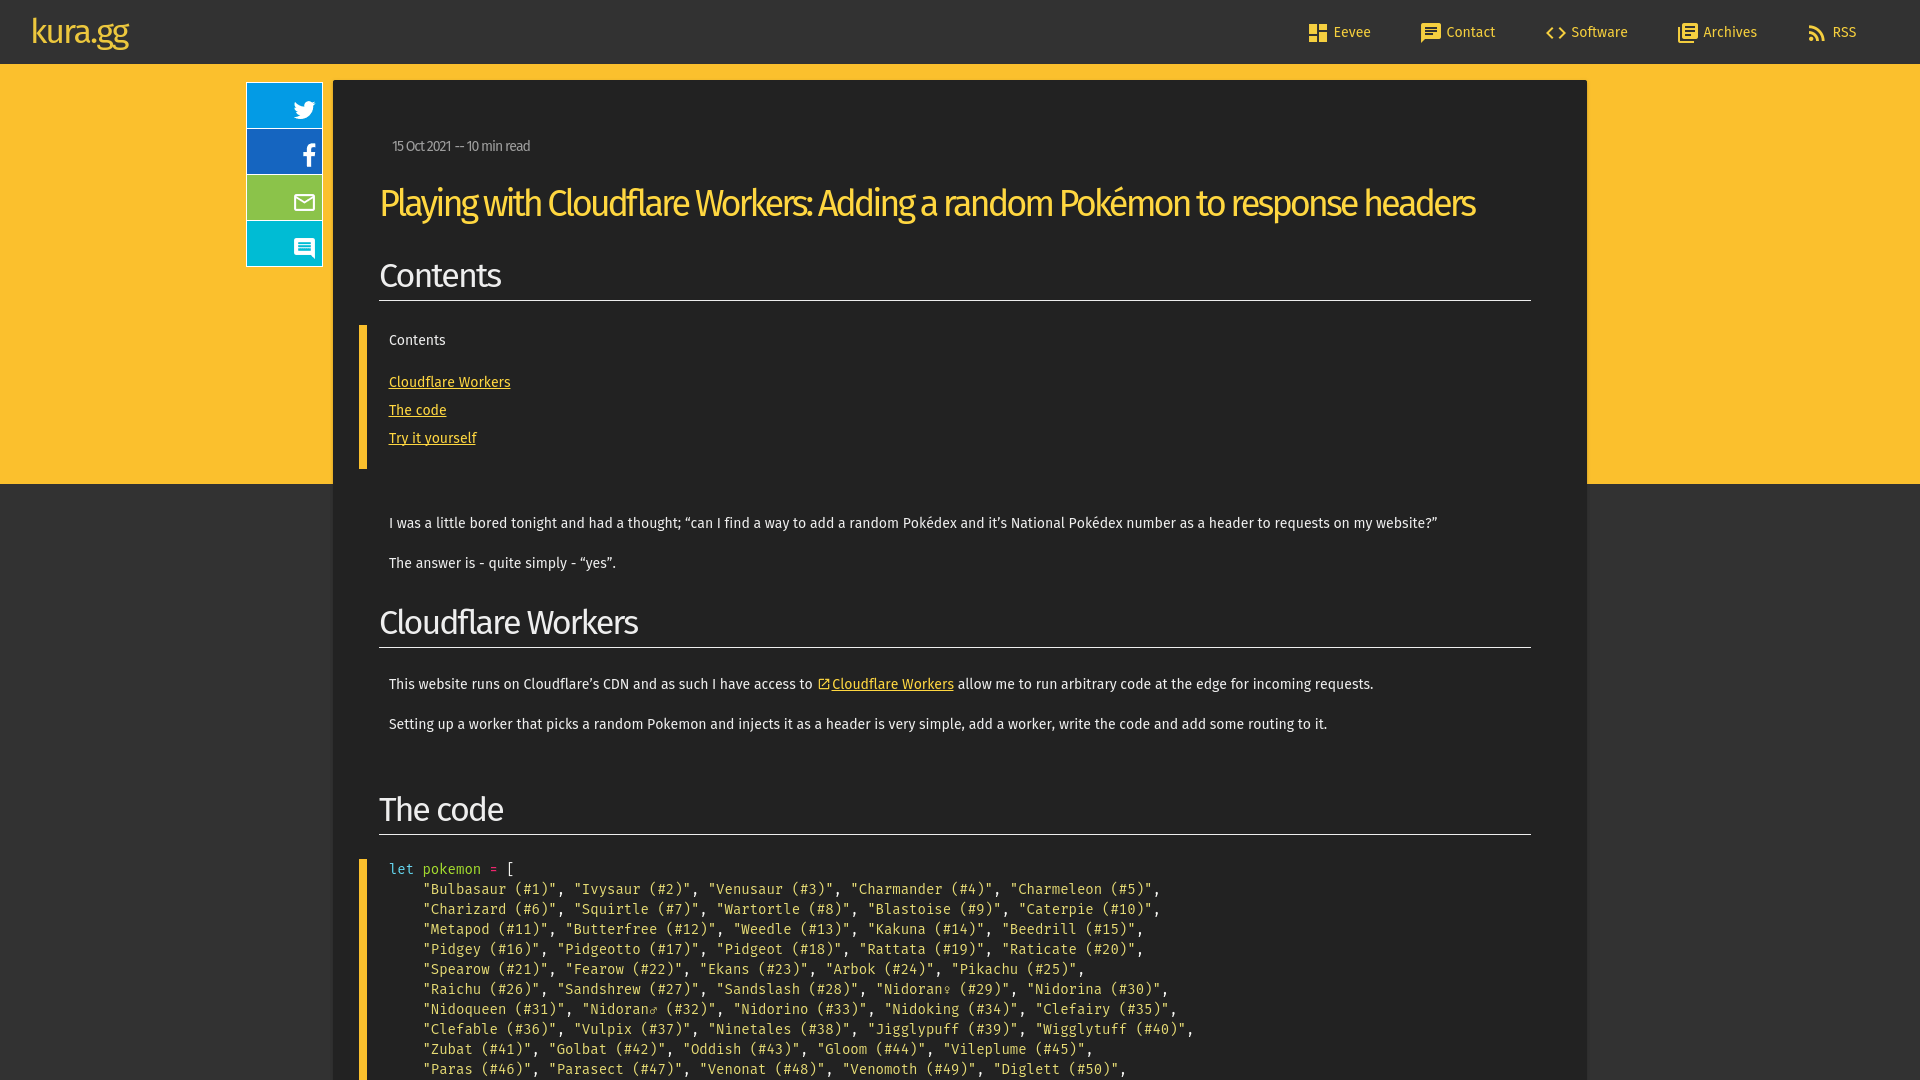 kura.gg
Eevee
Contact
Software
Archives
RSS
15 Oct 2021 -- 10 min read
Playing with Cloudflare Workers: Adding a random Pokémon to response headers
Contents
Contents
Cloudflare Workers
The code
Try it yourself
I was a little bored tonight and had a thought; “can I find a way to add a random Pokédex and it’s National Pokédex number as a header to requests on my website?”
The answer is - quite simply - “yes”.
Cloudflare Workers
This website runs on Cloudflare’s CDN and as such I have access to Cloudflare Workers allow me to run arbitrary code at the edge for incoming requests.
Setting up a worker that picks a random Pokemon and injects it as a header is very simple, add a worker, write the code and add some routing to it.
The code
let pokemon = [
"Bulbasaur (#1)", "Ivysaur (#2)", "Venusaur (#3)", "Charmander (#4)", "Charmeleon (#5)",
"Charizard (#6)", "Squirtle (#7)", "Wartortle (#8)", "Blastoise (#9)", "Caterpie (#10)",
"Metapod (#11)", "Butterfree (#12)", "Weedle (#13)", "Kakuna (#14)", "Beedrill (#15)",
"Pidgey (#16)", "Pidgeotto (#17)", "Pidgeot (#18)", "Rattata (#19)", "Raticate (#20)",
"Spearow (#21)", "Fearow (#22)", "Ekans (#23)", "Arbok (#24)", "Pikachu (#25)",
"Raichu (#26)", "Sandshrew (#27)", "Sandslash (#28)", "Nidoran♀ (#29)", "Nidorina (#30)",
"Nidoqueen (#31)", "Nidoran♂ (#32)", "Nidorino (#33)", "Nidoking (#34)", "Clefairy (#35)",
"Clefable (#36)", "Vulpix (#37)", "Ninetales (#38)", "Jigglypuff (#39)", "Wigglytuff (#40)",
"Zubat (#41)", "Golbat (#42)", "Oddish (#43)", "Gloom (#44)", "Vileplume (#45)",
"Paras (#46)", "Parasect (#47)", "Venonat (#48)", "Venomoth (#49)", "Diglett (#50)",